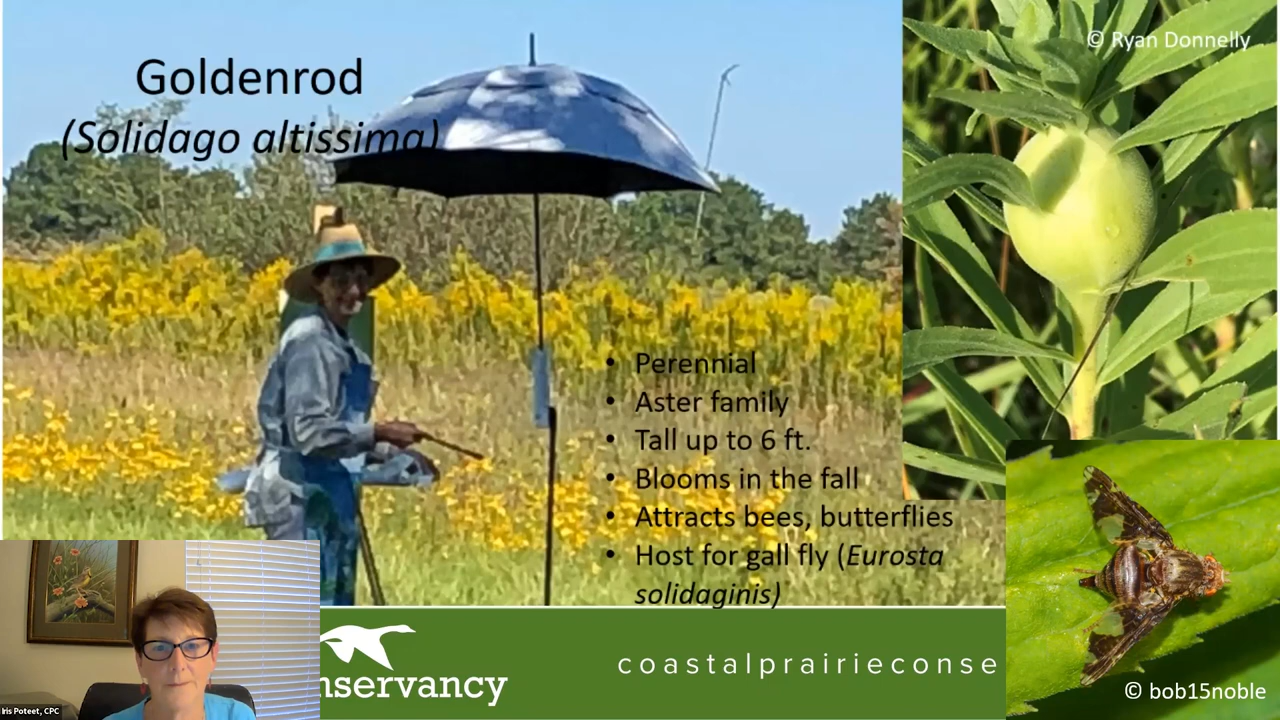 Goldenrod
(Solidago altissima)
© Ryan Donnelly
• Perennial
• Aster family
• Tall up to 6 ft.
• Blooms in the fall
• Attracts bees, butterflies
• Host for gall fly (Eurosta
solidaginis)
nservancy
coastalprairieconse
© bob15noble
Iris Poteet, CPC